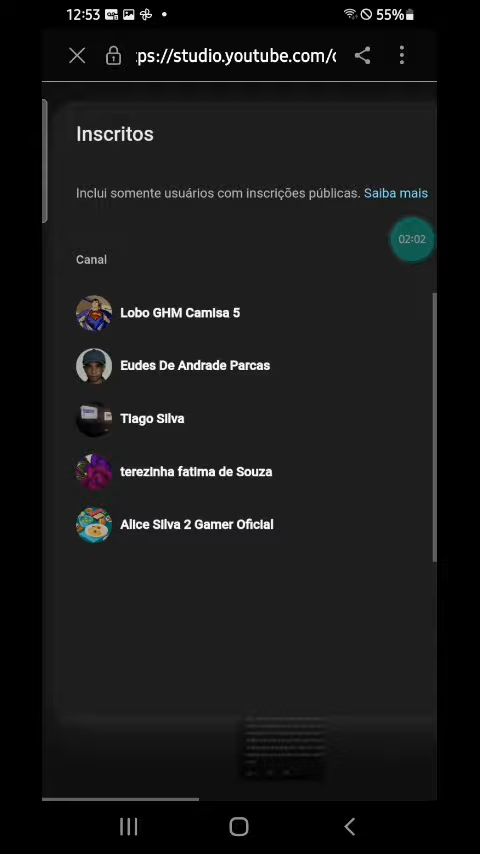 12:53
55%
ps://studio.youtube.com/c
Inscritos
Inclui somente usuários com inscrições públicas. Saiba mais
02:02
Canal
Lobo GHM Camisa 5
Eudes De Andrade Parcas
TIago Silva
terezinha fatima de Souza
Alice Silva 2 Gamer Oficial